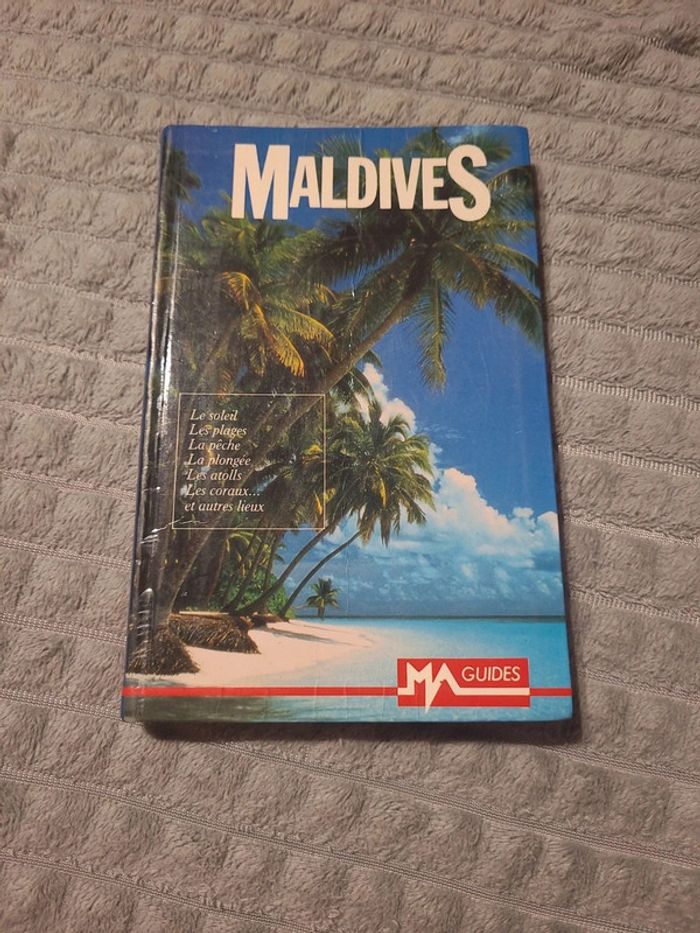 MALDIVES
Le soleil
Les plages
La pêche
La plongée
Les atolls
Les coraux...
et autres lieux
MA GUIDES